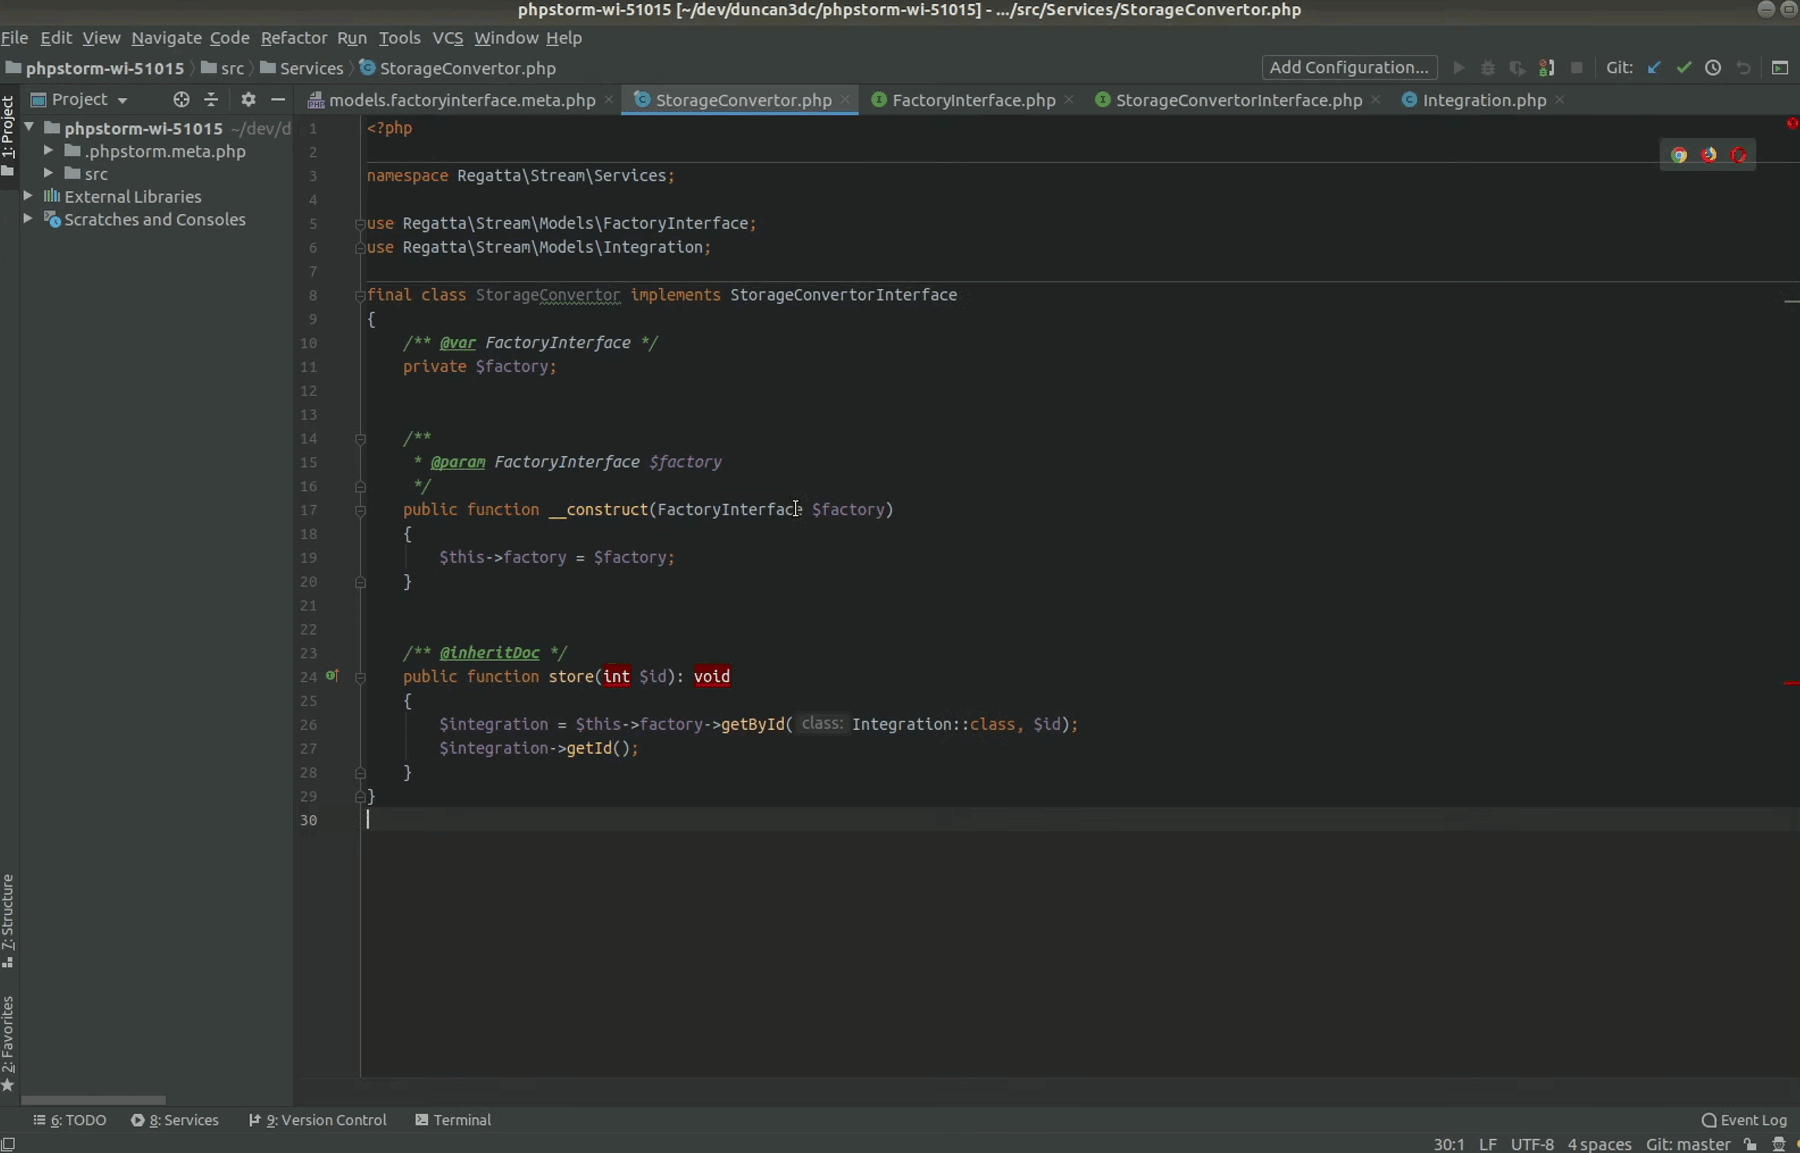 phpstorm-wi-51015 [~/dev/duncan3dc/phpstorm-wi-51015] - .../src/Services/StorageConvertor.php
File Edit View Navigate Code Refactor Run Tools VCS Window Help
phpstorm-wi-51015 src Services StorageConvertor.php Add Configuration... Git:
Project models.factoryinterface.meta.php StorageConvertor.php FactoryInterface.php StorageConvertorInterface.php Integration.php
1: Project
phpstorm-wi-51015 ~/dev/d
.phpstorm.meta.php
src
External Libraries
Scratches and Consoles
1 <?php
2
3 namespace Regatta\Stream\Services;
4
5 use Regatta\Stream\Models\FactoryInterface;
6 use Regatta\Stream\Models\Integration;
7
8 final class StorageConvertor implements StorageConvertorInterface
9 {
10 /** @var FactoryInterface */
11 private $factory;
12
13
14 /**
15 * @param FactoryInterface $factory
16 */
17 public function __construct(FactoryInterface $factory)
18 {
19 $this->factory = $factory;
20 }
21
22
23 /** @inheritDoc */
24 public function store(int $id): void
25 {
26 $integration = $this->factory->getById( class: Integration::class, $id);
27 $integration->getId();
28 }
29 }
30
7: Structure
2: Favorites
6: TODO 8: Services 9: Version Control Terminal Event Log
30:1 LF UTF-8 4 spaces Git: master